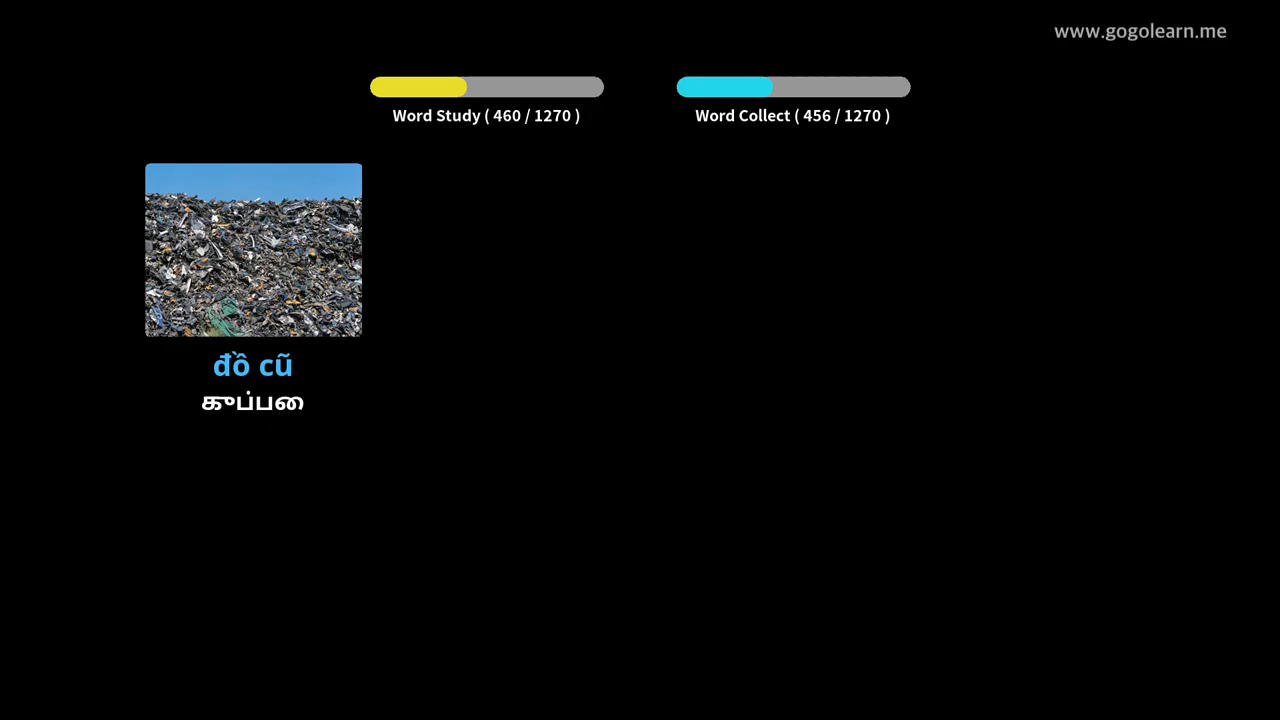 www.gogolearn.me
Word Study ( 460 / 1270 )
Word Collect ( 456 / 1270 )
đồ cũ
குப்பை